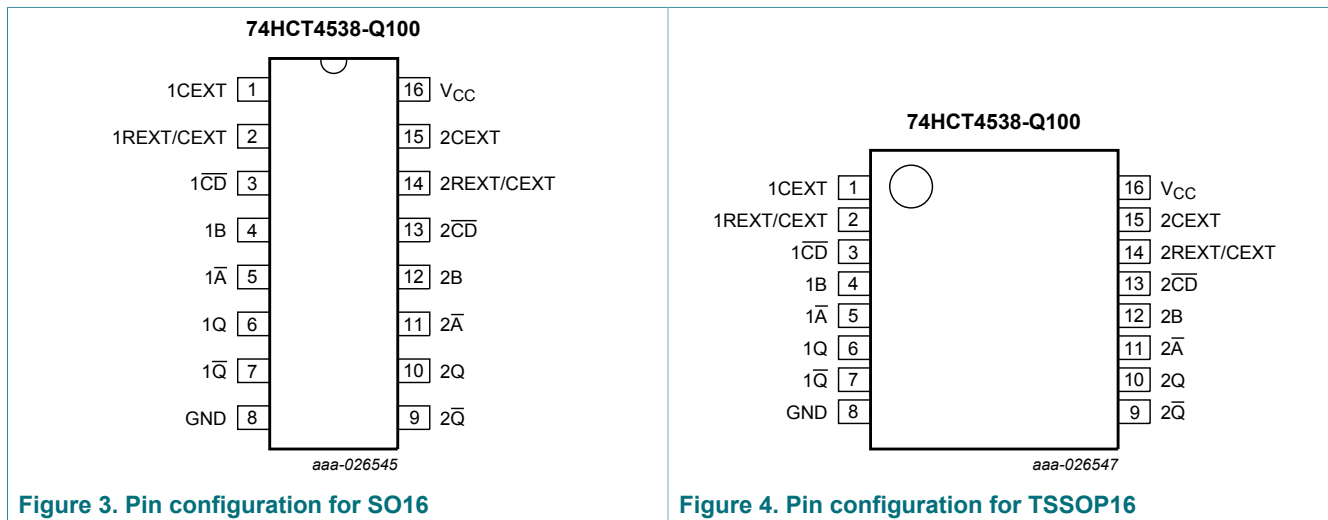 74HCT4538-Q100
1CEXT 1
1REXT/CEXT 2
1C̅D̅ 3
1B 4
1A̅ 5
1Q 6
1Q̅ 7
GND 8
16 VCC
15 2CEXT
14 2REXT/CEXT
13 2C̅D̅
12 2B
11 2A̅
10 2Q
9 2Q̅
aaa-026545
Figure 3. Pin configuration for SO16
74HCT4538-Q100
1CEXT 1
1REXT/CEXT 2
1C̅D̅ 3
1B 4
1A̅ 5
1Q 6
1Q̅ 7
GND 8
16 VCC
15 2CEXT
14 2REXT/CEXT
13 2C̅D̅
12 2B
11 2A̅
10 2Q
9 2Q̅
aaa-026547
Figure 4. Pin configuration for TSSOP16